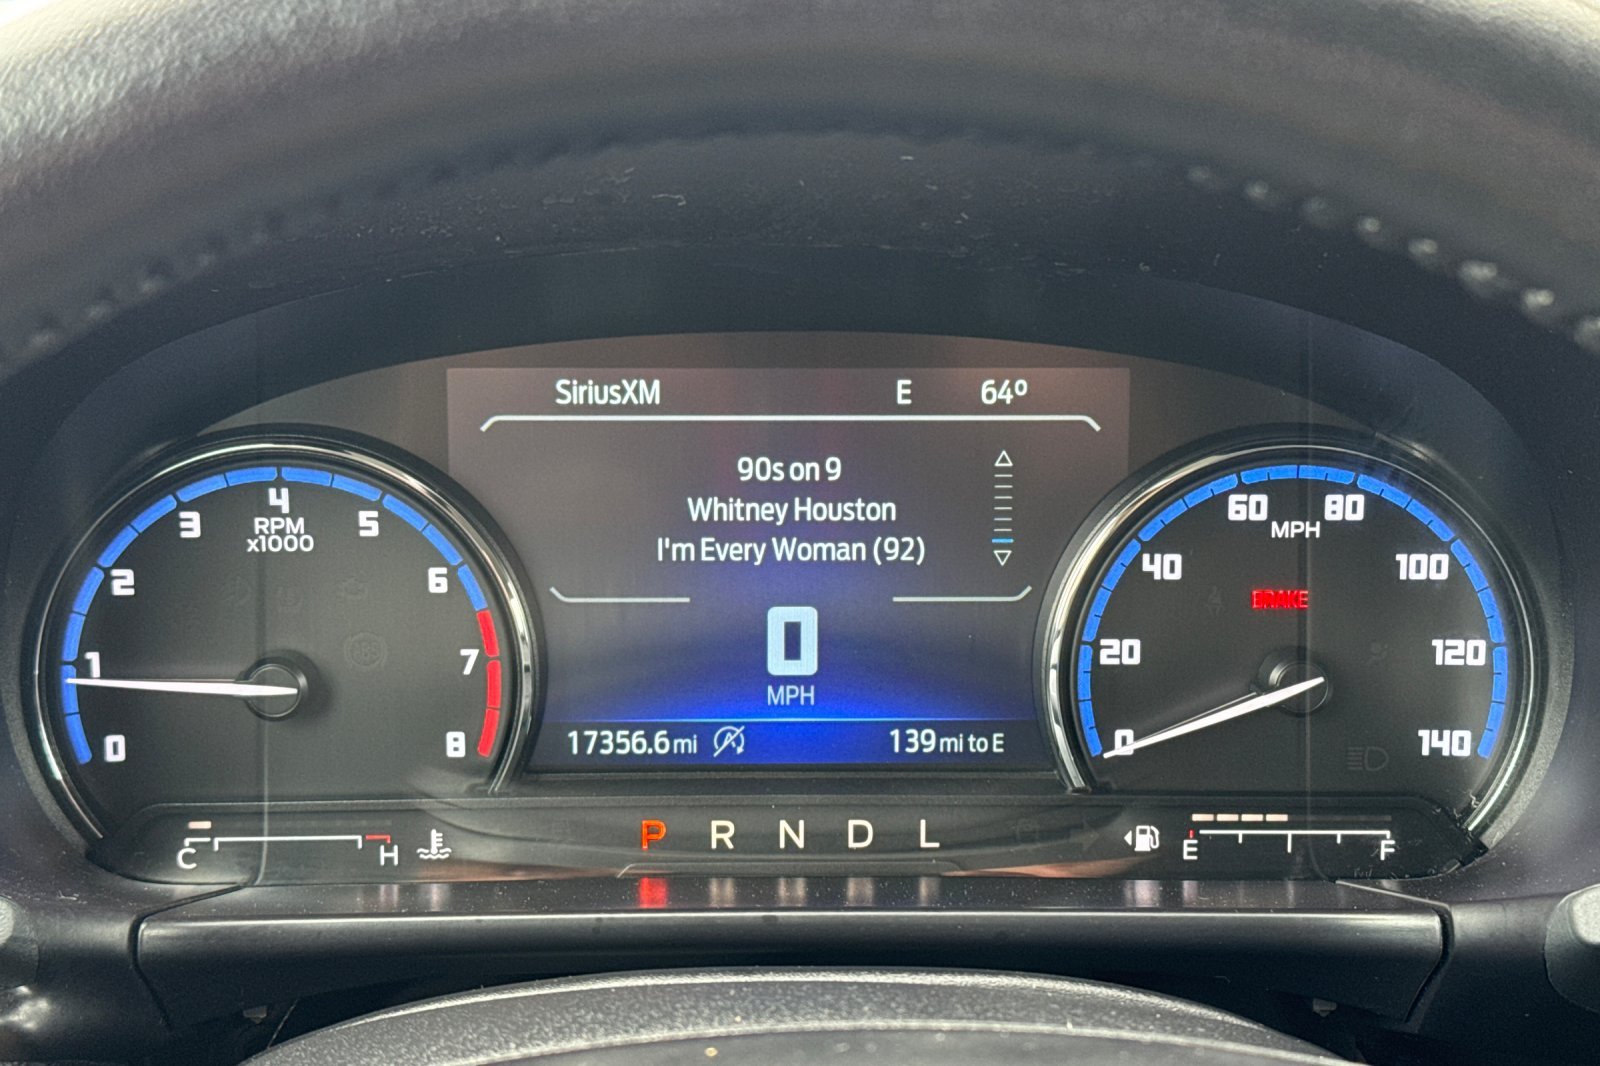 SiriusXM E 64º
90s on 9
Whitney Houston
I'm Every Woman (92)
0
MPH
17356.6 mi 139 mi to E
0 1 2 3 4 5 6 7 8
RPM
x1000
0 20 40 60 80 100 120 140
MPH
BRAKE
ABS
C H
P R N D L
E F